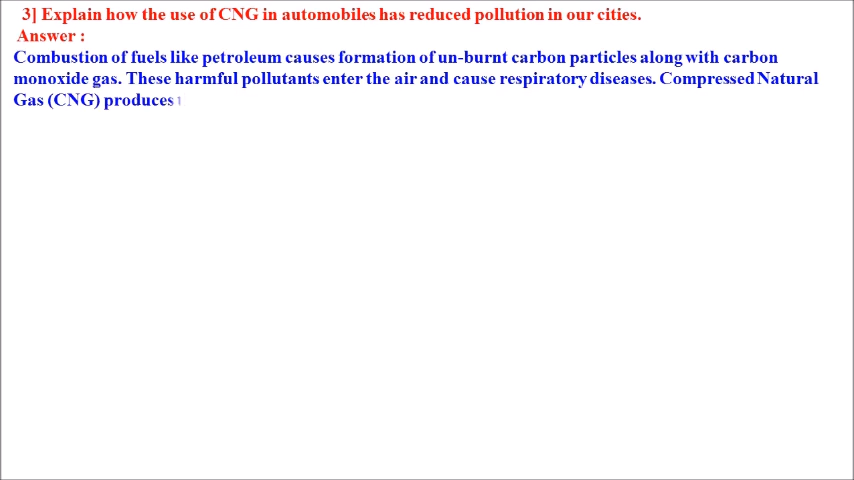 3] Explain how the use of CNG in automobiles has reduced pollution in our cities.
Answer :
Combustion of fuels like petroleum causes formation of un-burnt carbon particles along with carbon
monoxide gas. These harmful pollutants enter the air and cause respiratory diseases. Compressed Natural
Gas (CNG) produces